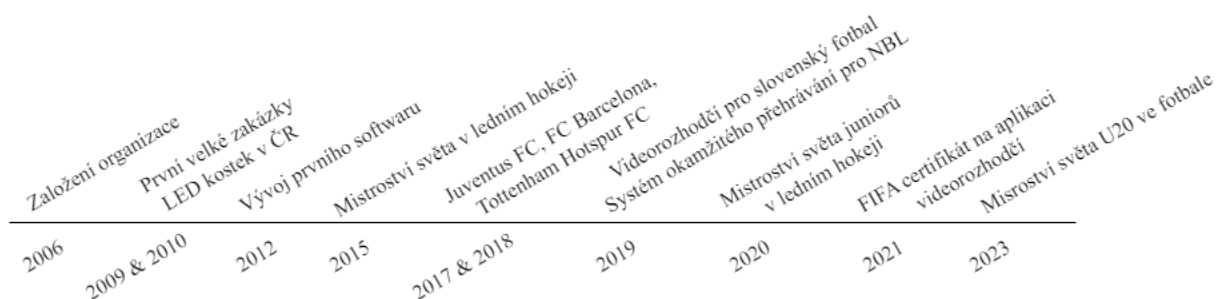 Založení organizace
První velké zakázky
LED kostek v ČR
Vývoj prvního softwaru
Mistroství světa v ledním hokeji
Juventus FC, FC Barcelona,
Tottenham Hotspur FC
Videorozhodčí pro slovenský fotbal
Systém okamžitého přehrávání pro NBL
Mistroství světa juniorů
v ledním hokeji
FIFA certifikát na aplikaci
videorozhodčí
Misroství světa U20 ve fotbale
2006
2009 & 2010
2012
2015
2017 & 2018
2019
2020
2021
2023